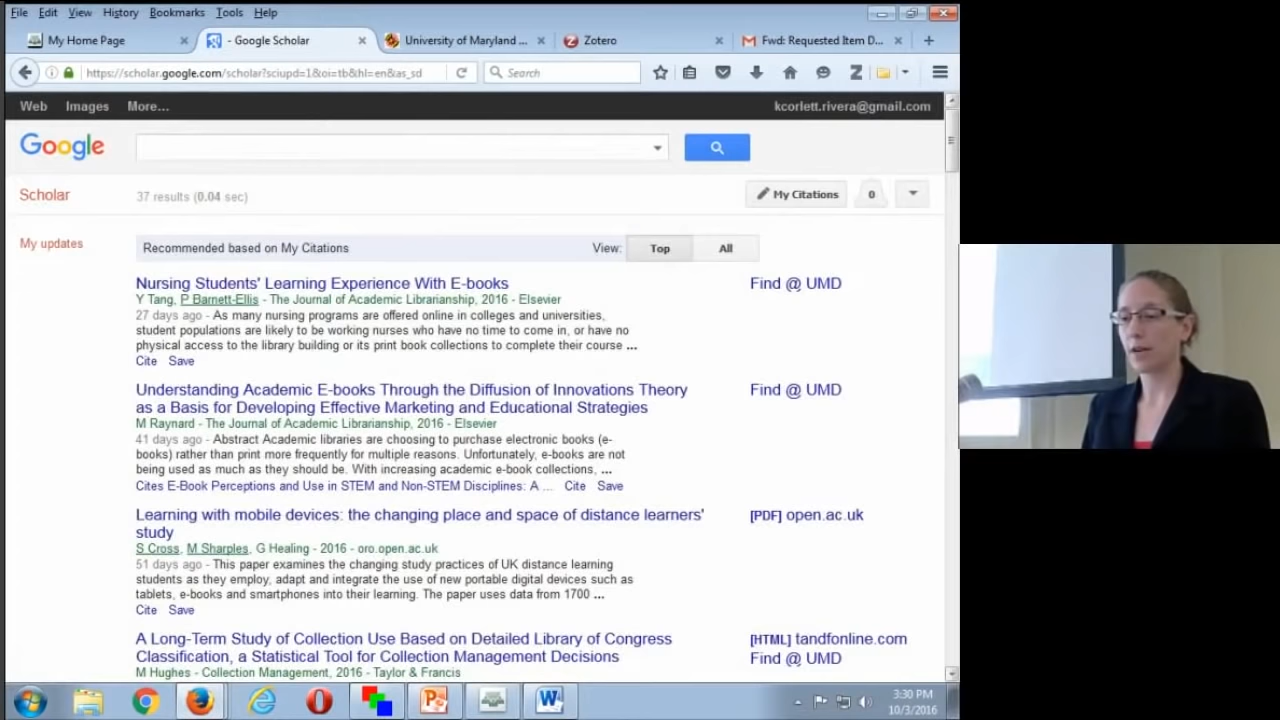 File Edit View History Bookmarks Tools Help
My Home Page
- Google Scholar
University of Maryland ...
Zotero
Fwd: Requested Item D...
https://scholar.google.com/scholar?sciupd=1&oi=tb&hl=en&as_sd
Search
Web Images More...
kcorlett.rivera@gmail.com
Google
Scholar
37 results (0.04 sec)
My Citations
0
My updates
Recommended based on My Citations
View: Top All
Nursing Students' Learning Experience With E-books
Find @ UMD
Y Tang, P Barnett-Ellis - The Journal of Academic Librarianship, 2016 - Elsevier
27 days ago - As many nursing programs are offered online in colleges and universities,
student populations are likely to be working nurses who have no time to come in, or have no
physical access to the library building or its print book collections to complete their course ...
Cite Save
Understanding Academic E-books Through the Diffusion of Innovations Theory
Find @ UMD
as a Basis for Developing Effective Marketing and Educational Strategies
M Raynard - The Journal of Academic Librarianship, 2016 - Elsevier
41 days ago - Abstract Academic libraries are choosing to purchase electronic books (e-
books) rather than print more frequently for multiple reasons. Unfortunately, e-books are not
being used as much as they should be. With increasing academic e-book collections, ...
Cites E-Book Perceptions and Use in STEM and Non-STEM Disciplines: A ... Cite Save
Learning with mobile devices: the changing place and space of distance learners'
[PDF] open.ac.uk
study
S Cross, M Sharples, G Healing - 2016 - oro.open.ac.uk
51 days ago - This paper examines the changing study practices of UK distance learning
students as they employ, adapt and integrate the use of new portable digital devices such as
tablets, e-books and smartphones into their learning. The paper uses data from 1700 ...
Cite Save
A Long-Term Study of Collection Use Based on Detailed Library of Congress
[HTML] tandfonline.com
Classification, a Statistical Tool for Collection Management Decisions
Find @ UMD
M Hughes - Collection Management, 2016 - Taylor & Francis
3:30 PM
10/3/2016